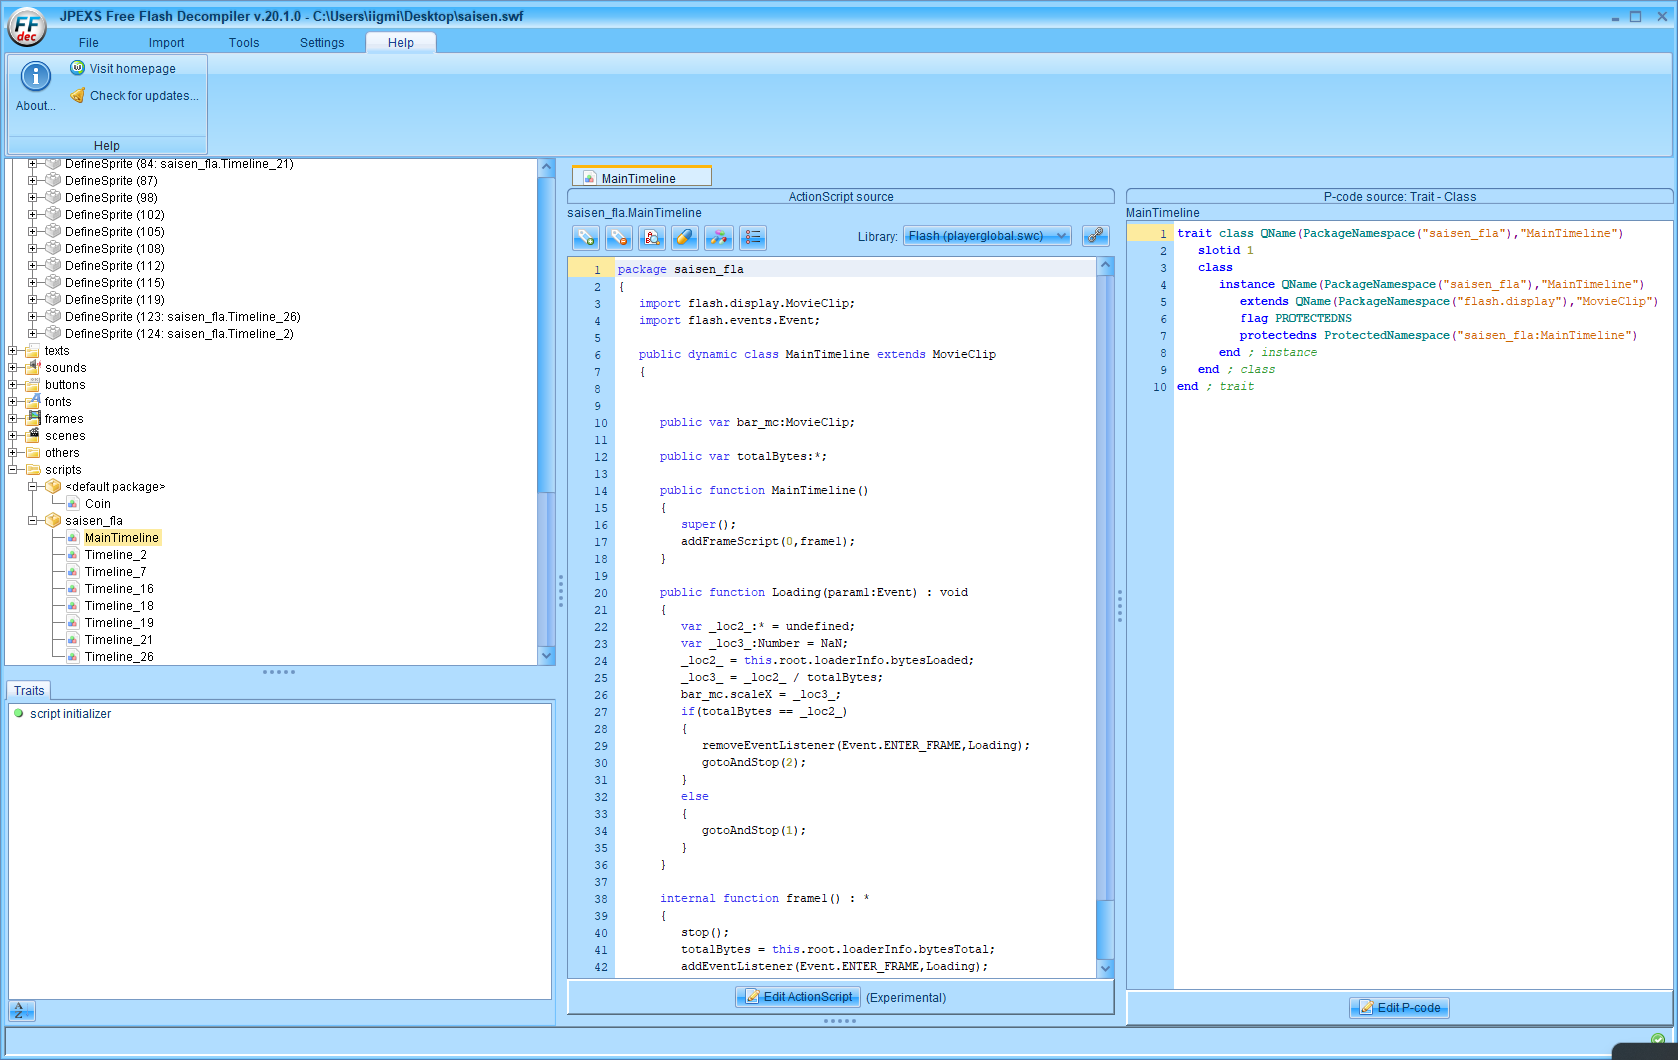 JPEXS Free Flash Decompiler v.20.1.0 - C:\Users\iigmi\Desktop\saisen.swf
FF
dec
File
Import
Tools
Settings
Help
About...
Visit homepage
Check for updates...
Help
DefineSprite (84: saisen_fla.Timeline_21)
DefineSprite (87)
DefineSprite (98)
DefineSprite (102)
DefineSprite (105)
DefineSprite (108)
DefineSprite (112)
DefineSprite (115)
DefineSprite (119)
DefineSprite (123: saisen_fla.Timeline_26)
DefineSprite (124: saisen_fla.Timeline_2)
texts
sounds
buttons
fonts
frames
scenes
others
scripts
<default package>
Coin
saisen_fla
MainTimeline
Timeline_2
Timeline_7
Timeline_16
Timeline_18
Timeline_19
Timeline_21
Timeline_26
Traits
script initializer
A
Z
MainTimeline
ActionScript source
saisen_fla.MainTimeline
Library:
Flash (playerglobal.swc)
1 package saisen_fla
2 {
3 import flash.display.MovieClip;
4 import flash.events.Event;
5
6 public dynamic class MainTimeline extends MovieClip
7 {
8
9
10 public var bar_mc:MovieClip;
11
12 public var totalBytes:*;
13
14 public function MainTimeline()
15 {
16 super();
17 addFrameScript(0,frame1);
18 }
19
20 public function Loading(param1:Event) : void
21 {
22 var _loc2_:* = undefined;
23 var _loc3_:Number = NaN;
24 _loc2_ = this.root.loaderInfo.bytesLoaded;
25 _loc3_ = _loc2_ / totalBytes;
26 bar_mc.scaleX = _loc3_;
27 if(totalBytes == _loc2_)
28 {
29 removeEventListener(Event.ENTER_FRAME,Loading);
30 gotoAndStop(2);
31 }
32 else
33 {
34 gotoAndStop(1);
35 }
36 }
37
38 internal function frame1() : *
39 {
40 stop();
41 totalBytes = this.root.loaderInfo.bytesTotal;
42 addEventListener(Event.ENTER_FRAME,Loading);
Edit ActionScript
(Experimental)
P-code source: Trait - Class
MainTimeline
1 trait class QName(PackageNamespace("saisen_fla"),"MainTimeline")
2 slotid 1
3 class
4 instance QName(PackageNamespace("saisen_fla"),"MainTimeline")
5 extends QName(PackageNamespace("flash.display"),"MovieClip")
6 flag PROTECTEDNS
7 protectedns ProtectedNamespace("saisen_fla:MainTimeline")
8 end ; instance
9 end ; class
10 end ; trait
Edit P-code